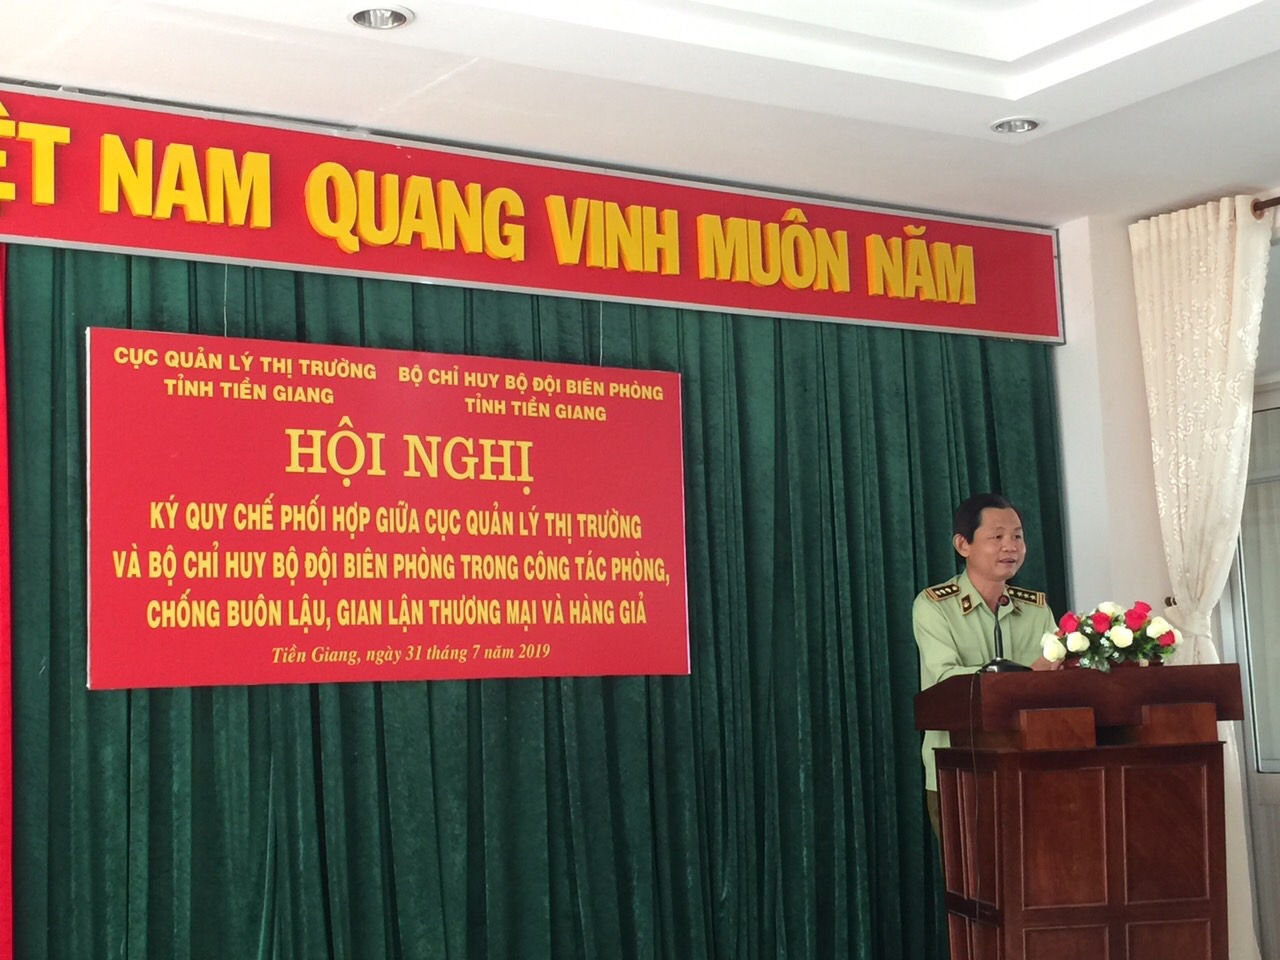 ỆT NAM QUANG VINH MUÔN NĂM
CỤC QUẢN LÝ THỊ TRƯỜNG
TỈNH TIỀN GIANG
BỘ CHỈ HUY BỘ ĐỘI BIÊN PHÒNG
TỈNH TIỀN GIANG
HỘI NGHỊ
KÝ QUY CHẾ PHỐI HỢP GIỮA CỤC QUẢN LÝ THỊ TRƯỜNG
VÀ BỘ CHỈ HUY BỘ ĐỘI BIÊN PHÒNG TRONG CÔNG TÁC PHÒNG,
CHỐNG BUÔN LẬU, GIAN LẬN THƯƠNG MẠI VÀ HÀNG GIẢ
Tiền Giang, ngày 31 tháng 7 năm 2019